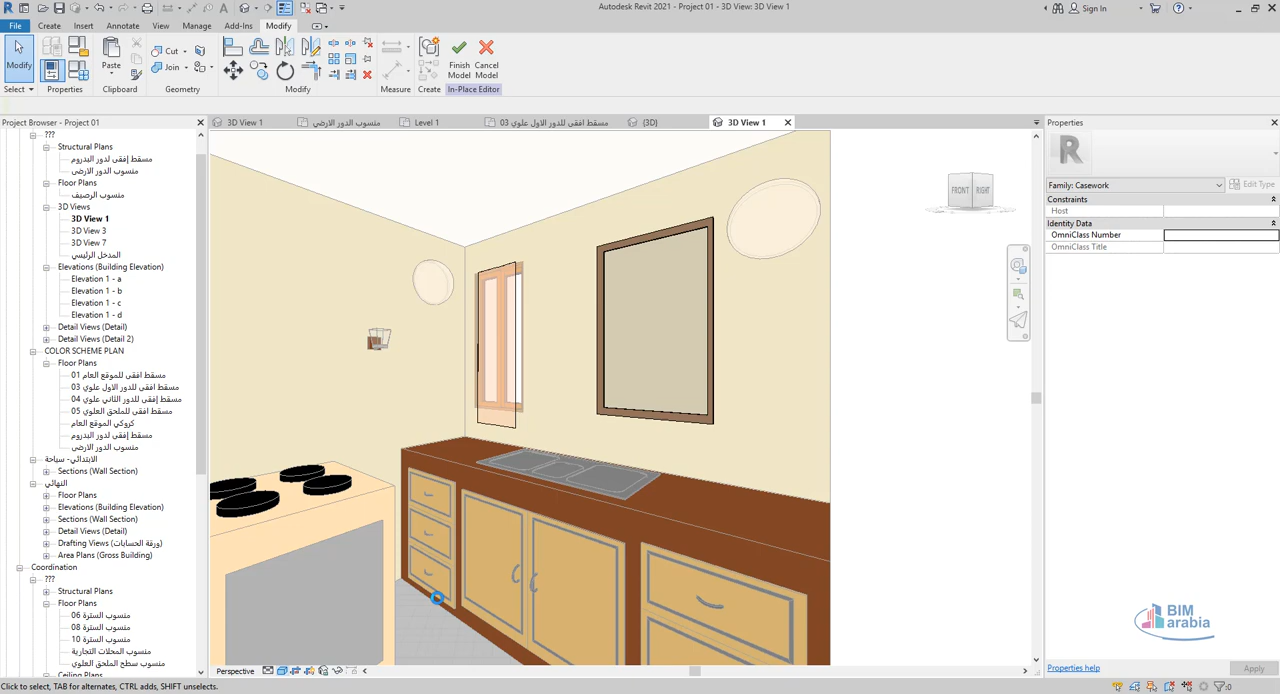 Autodesk Revit 2021 - Project 01 - 3D View: 3D View 1
Sign In
File Create Insert Annotate View Manage Add-Ins Modify
Modify
Paste
Cut
Join
Finish Model
Cancel Model
Select Properties Clipboard Geometry Modify Measure Create In-Place Editor
Project Browser - Project 01
3D View 1
منسوب الدور الارضي
Level 1
03 مسقط افقى للدور الاول علوي
{3D}
3D View 1
???
Structural Plans
مسقط إفقى لدور البدروم
منسوب الدور الارضى
Floor Plans
منسوب الرصيف
3D Views
3D View 1
3D View 3
3D View 7
المدخل الرئيسي
Elevations (Building Elevation)
Elevation 1 - a
Elevation 1 - b
Elevation 1 - c
Elevation 1 - d
Detail Views (Detail)
Detail Views (Detail 2)
COLOR SCHEME PLAN
Floor Plans
01 مسقط افقى للموقع العام
03 مسقط افقى للدور الاول علوي
04 مسقط افقى للدور الثاني علوي
05 مسقط افقى للملحق العلوي
كروكي الموقع العام
مسقط إفقى لدور البدروم
منسوب الدور الارضى
الابتدائي- سباحة
Sections (Wall Section)
النهائي
Floor Plans
Elevations (Building Elevation)
Sections (Wall Section)
Detail Views (Detail)
Drafting Views (ورقة الحسابات)
Area Plans (Gross Building)
Coordination
???
Structural Plans
Floor Plans
منسوب السترة 06
منسوب السترة 08
منسوب السترة 10
منسوب المحلات التجارية
منسوب سطح الملحق العلوي
Ceiling Plans
FRONT RIGHT
Properties
Family: Casework
Edit Type
Constraints
Host
Identity Data
OmniClass Number
OmniClass Title
BIM
arabia
Properties help
Apply
Perspective
Click to select, TAB for alternates, CTRL adds, SHIFT unselects.
:0